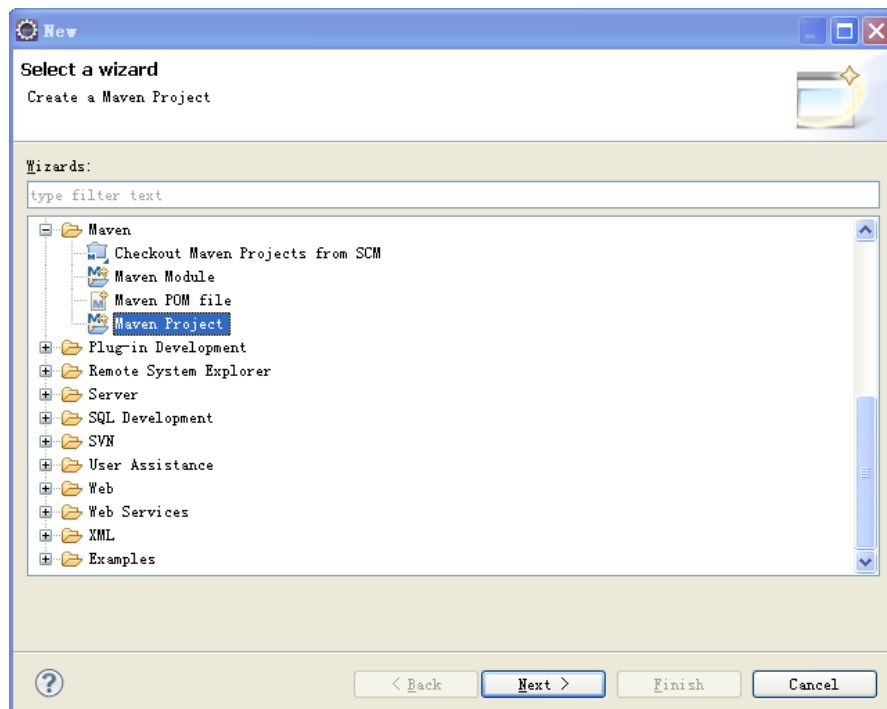 New
Select a wizard
Create a Maven Project
Wizards:
type filter text
Maven
Checkout Maven Projects from SCM
Maven Module
Maven POM file
Maven Project
Plug-in Development
Remote System Explorer
Server
SQL Development
SVN
User Assistance
Web
Web Services
XML
Examples
< Back Next > Finish Cancel